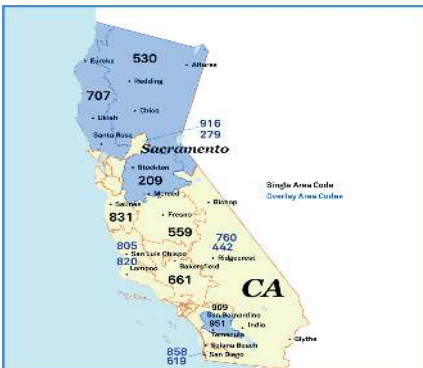 530
Eureka
Alturas
Redding
707
Chico
Ukiah
916
279
Santa Rosa
Sacramento
Stockton
209
Merced
Single Area Code
Overlay Area Codes
Salinas
831
Fresno
Bishop
559
760
442
805
San Luis Obispo
Ridgecrest
820
Bakersfield
Lompoc
661
CA
909
San Bernardino
951
Indio
Temecula
Solana Beach
Blythe
858
619
San Diego